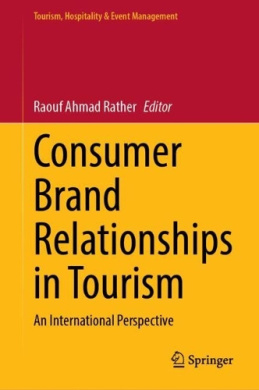 Tourism, Hospitality & Event Management
Raouf Ahmad Rather Editor
Consumer
Brand
Relationships
in Tourism
An International Perspective
Springer